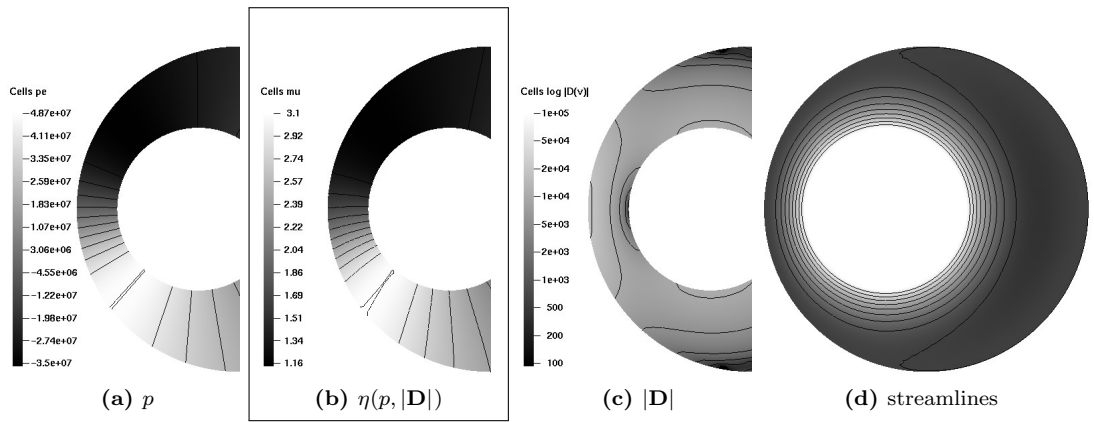 Cells pe
4.87e+07
4.11e+07
3.35e+07
2.59e+07
1.83e+07
1.07e+07
3.06e+06
-4.55e+06
-1.22e+07
-1.98e+07
-2.74e+07
-3.5e+07
(a) p
Cells mu
3.1
2.92
2.74
2.57
2.39
2.22
2.04
1.86
1.69
1.51
1.34
1.16
(b) η(p, |D|)
Cells log |D(v)|
1e+05
5e+04
2e+04
1e+04
5e+03
2e+03
1e+03
500
200
100
(c) |D|
(d) streamlines